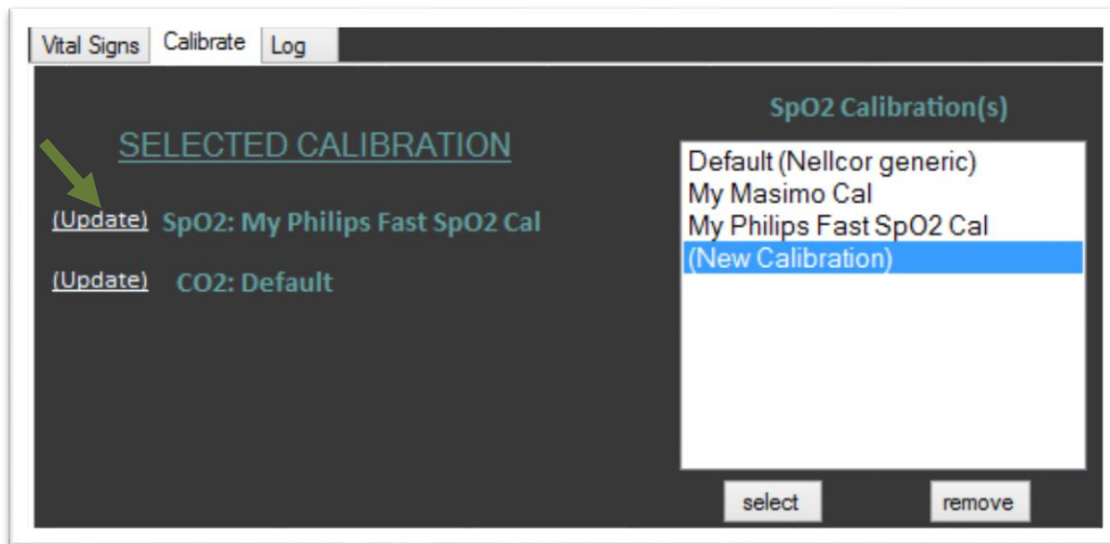 Vital Signs Calibrate Log
SELECTED CALIBRATION
(Update) SpO2: My Philips Fast SpO2 Cal
(Update) CO2: Default
SpO2 Calibration(s)
Default (Nellcor generic)
My Masimo Cal
My Philips Fast SpO2 Cal
(New Calibration)
select remove